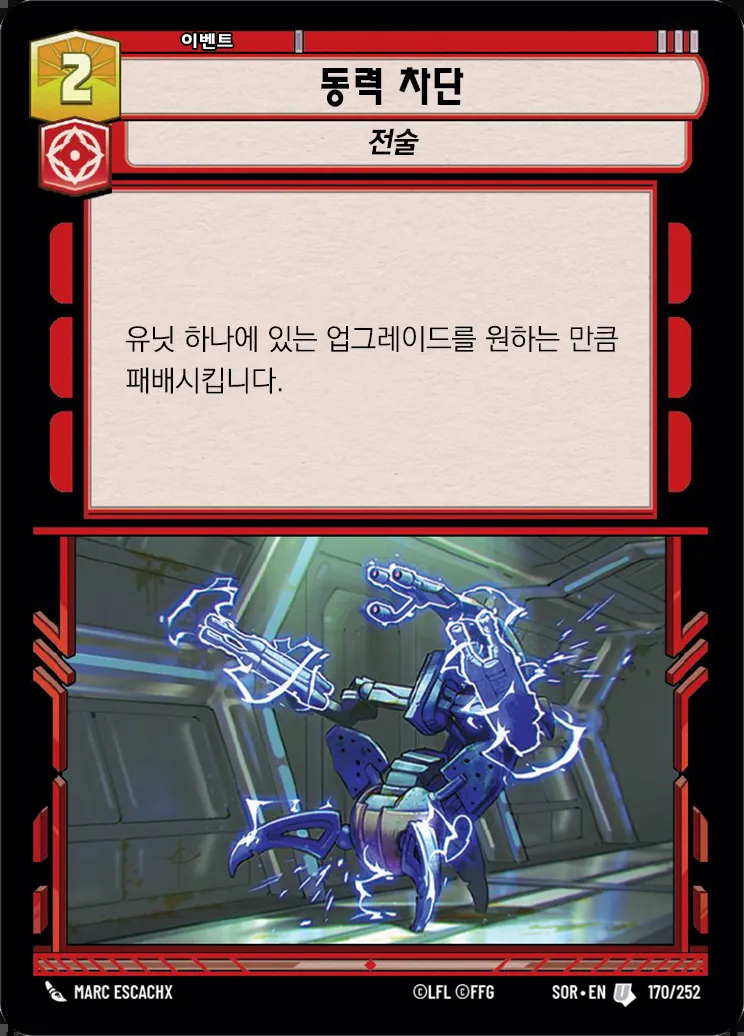 이벤트
2
동력 차단
전술
유닛 하나에 있는 업그레이드를 원하는 만큼
패배시킵니다.
MARC ESCACHX
©LFL ©FFG
SOR•EN U 170/252